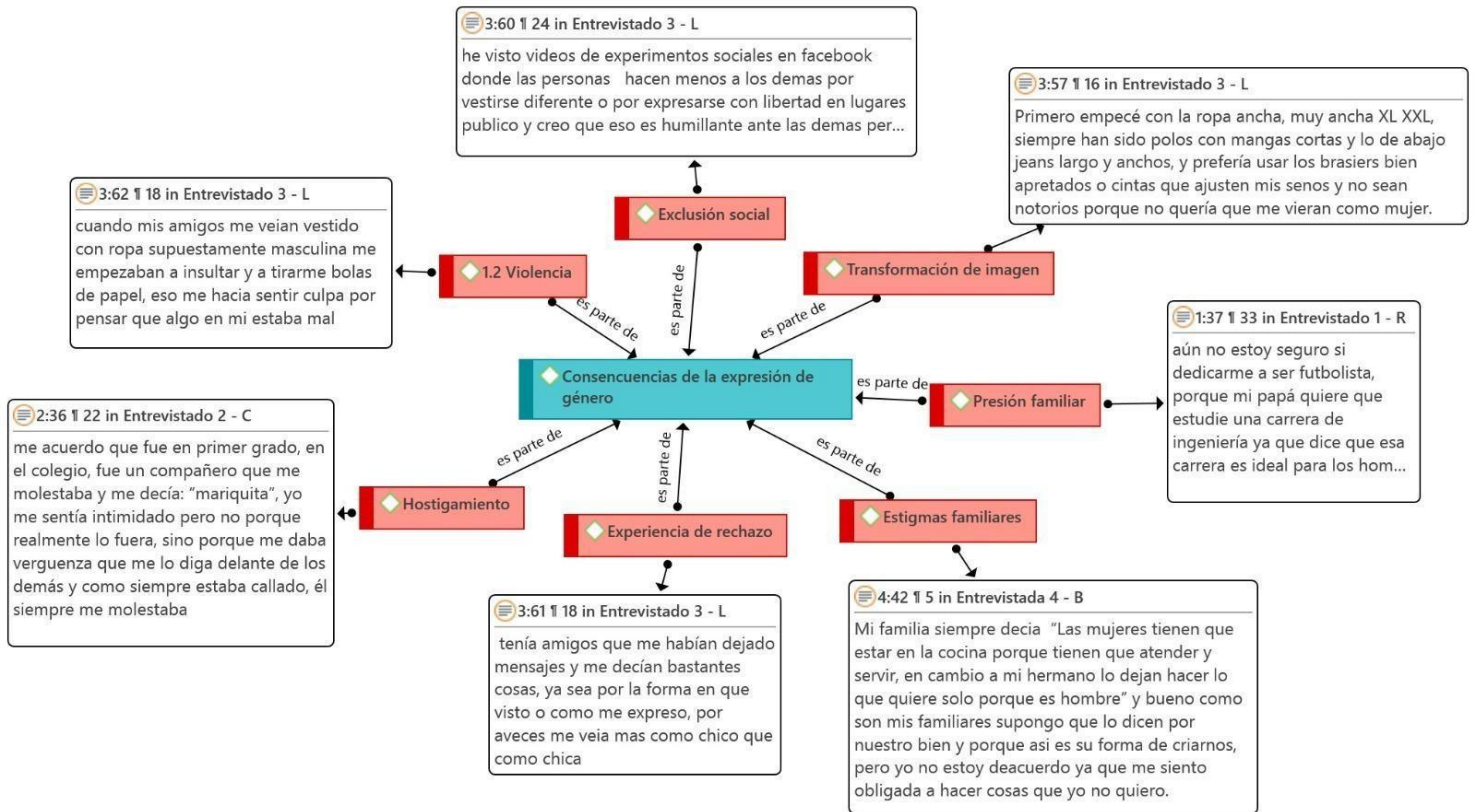 3:60 ¶ 24 in Entrevistado 3 - L
he visto videos de experimentos sociales en facebook
donde las personas hacen menos a los demas por
vestirse diferente o por expresarse con libertad en lugares
publico y creo que eso es humillante ante las demas per...
3:57 ¶ 16 in Entrevistado 3 - L
Primero empecé con la ropa ancha, muy ancha XL XXL,
siempre han sido polos con mangas cortas y lo de abajo
jeans largo y anchos, y prefería usar los brasiers bien
apretados o cintas que ajusten mis senos y no sean
notorios porque no quería que me vieran como mujer.
3:62 ¶ 18 in Entrevistado 3 - L
cuando mis amigos me veian vestido
con ropa supuestamente masculina me
empezaban a insultar y a tirarme bolas
de papel, eso me hacia sentir culpa por
pensar que algo en mi estaba mal
Exclusión social
1.2 Violencia
Transformación de imagen
es parte de
es parte de
es parte de
1:37 ¶ 33 in Entrevistado 1 - R
aún no estoy seguro si
dedicarme a ser futbolista,
porque mi papá quiere que
estudie una carrera de
ingeniería ya que dice que esa
carrera es ideal para los hom...
Consencuencias de la expresión de
género
es parte de
Presión familiar
2:36 ¶ 22 in Entrevistado 2 - C
me acuerdo que fue en primer grado, en
el colegio, fue un compañero que me
molestaba y me decía: “mariquita”, yo
me sentía intimidado pero no porque
realmente lo fuera, sino porque me daba
verguenza que me lo diga delante de los
demás y como siempre estaba callado, él
siempre me molestaba
es parte de
es parte de
es parte de
Hostigamiento
Experiencia de rechazo
Estigmas familiares
3:61 ¶ 18 in Entrevistado 3 - L
tenía amigos que me habían dejado
mensajes y me decían bastantes
cosas, ya sea por la forma en que
visto o como me expreso, por
aveces me veia mas como chico que
como chica
4:42 ¶ 5 in Entrevistada 4 - B
Mi familia siempre decia “Las mujeres tienen que
estar en la cocina porque tienen que atender y
servir, en cambio a mi hermano lo dejan hacer lo
que quiere solo porque es hombre” y bueno como
son mis familiares supongo que lo dicen por
nuestro bien y porque asi es su forma de criarnos,
pero yo no estoy deacuerdo ya que me siento
obligada a hacer cosas que yo no quiero.